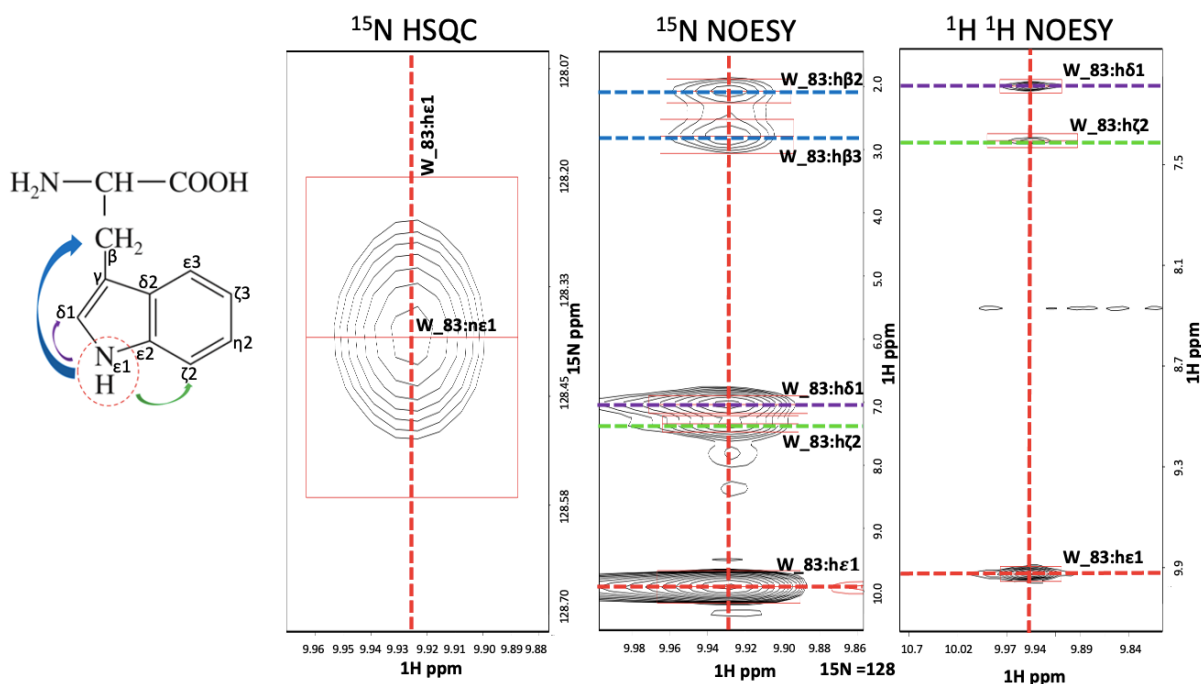 ¹⁵N HSQC
¹⁵N NOESY
¹H ¹H NOESY
H₂N—CH—COOH
CH₂
β
γ
δ2
ε3
ζ3
η2
ζ2
ε2
δ1
N
ε1
H
W_83:hε1
W_83:nε1
128.07
128.20
128.33
128.45
128.58
128.70
15N ppm
9.96 9.95 9.94 9.93 9.92 9.91 9.90 9.89 9.88
1H ppm
W_83:hβ2
W_83:hβ3
W_83:hδ1
W_83:hζ2
W_83:hε1
2.0
3.0
4.0
5.0
6.0
7.0
8.0
9.0
10.0
1H ppm
9.98 9.96 9.94 9.92 9.90 9.88 9.86
1H ppm
15N =128
W_83:hδ1
W_83:hζ2
W_83:hε1
7.5
8.1
8.7
9.3
9.9
1H ppm
10.7 10.02 9.97 9.94 9.89 9.84
1H ppm